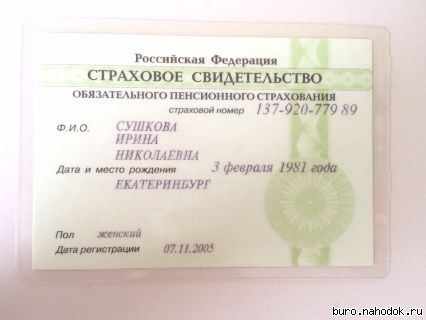 Российская Федерация
СТРАХОВОЕ СВИДЕТЕЛЬСТВО
ОБЯЗАТЕЛЬНОГО ПЕНСИОННОГО СТРАХОВАНИЯ
страховой номер 137-920-779 89
Ф.И.О. СУШКОВА
ИРИНА
НИКОЛАЕВНА
Дата и место рождения 3 февраля 1981 года
ЕКАТЕРИНБУРГ
Пол женский
Дата регистрации 07.11.2005
buro.nahodok.ru